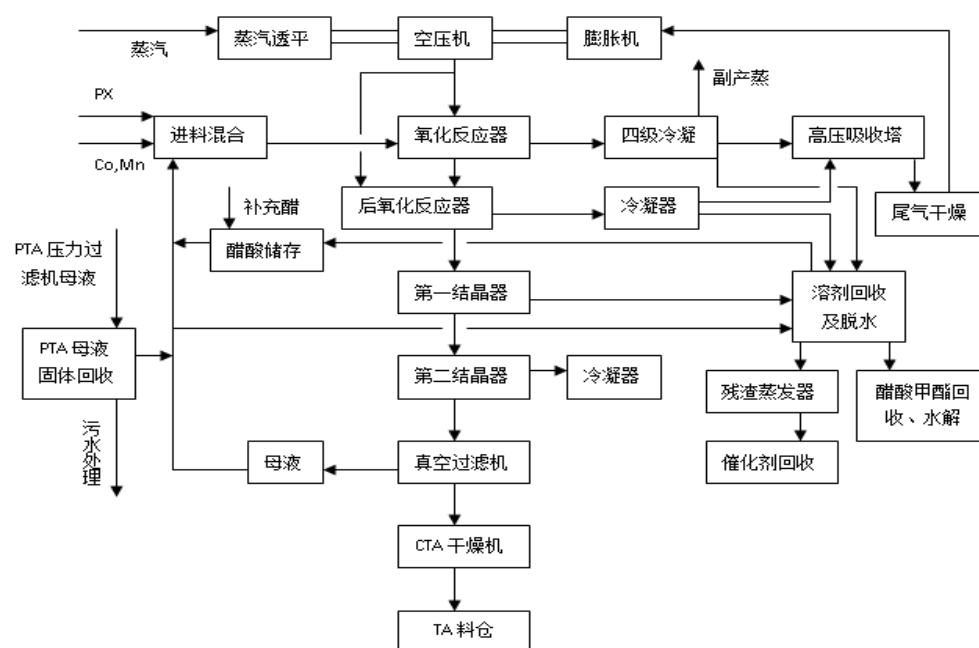 蒸汽
蒸汽透平
空压机
膨胀机
副产蒸
PX
进料混合
氧化反应器
四级冷凝
高压吸收塔
Co,Mn
补充醋
后氧化反应器
冷凝器
尾气干燥
PTA 压力过
滤机母液
醋酸储存
第一结晶器
溶剂回收
及脱水
PTA 母液
固体回收
第二结晶器
冷凝器
残渣蒸发器
醋酸甲酯回
收、水解
污水处理
母液
真空过滤机
催化剂回收
CTA 干燥机
TA 料仓